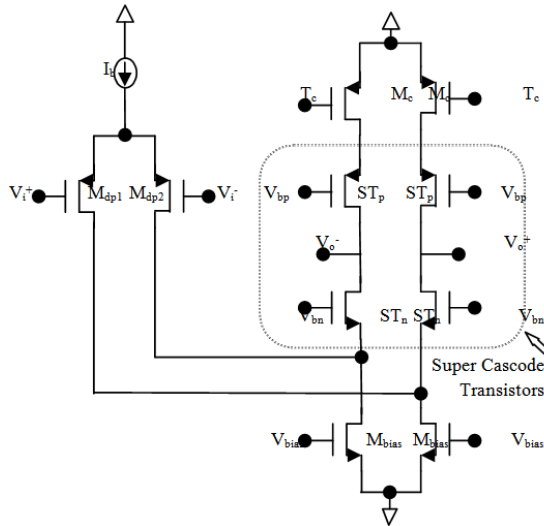 I_b
T_c M_c M_c T_c
V_i^+ M_dp1 M_dp2 V_i^- V_bp ST_p ST_p V_bp
V_o^- V_o^+
V_bn ST_n ST_n V_bn
Super Cascode
Transistors
V_bias M_bias M_bias V_bias